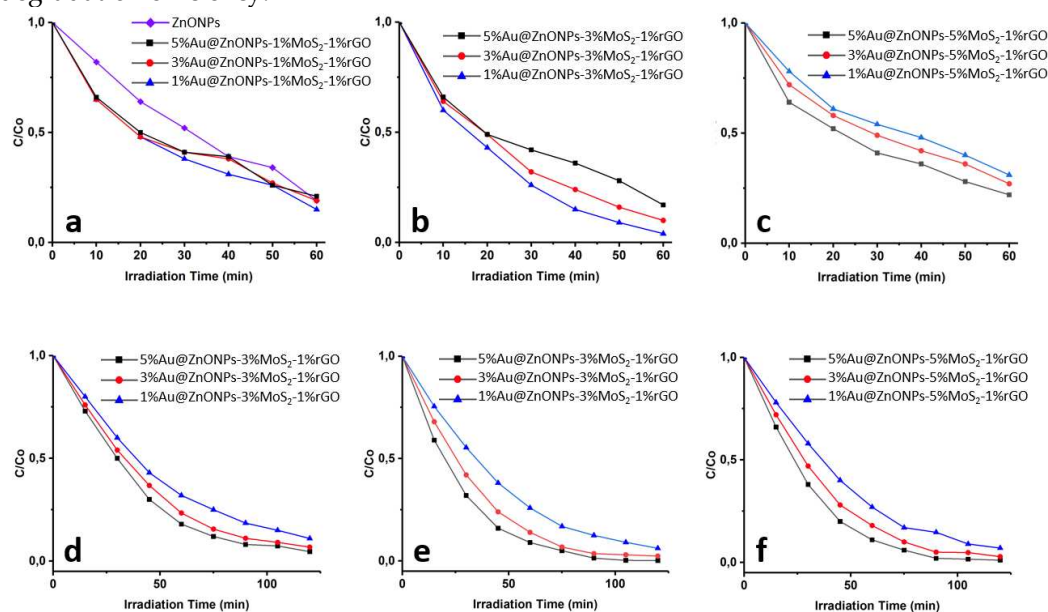 ZnONPs
5%Au@ZnONPs-1%MoS₂-1%rGO
3%Au@ZnONPs-1%MoS₂-1%rGO
1%Au@ZnONPs-1%MoS₂-1%rGO
1,0
0,5
0,0
C/Co
a
0 10 20 30 40 50 60
Irradiation Time (min)
5%Au@ZnONPs-3%MoS₂-1%rGO
3%Au@ZnONPs-3%MoS₂-1%rGO
1%Au@ZnONPs-3%MoS₂-1%rGO
1,0
0,5
0,0
C/Co
b
0 10 20 30 40 50 60
Irradiation Time (min)
5%Au@ZnONPs-5%MoS₂-1%rGO
3%Au@ZnONPs-5%MoS₂-1%rGO
1%Au@ZnONPs-5%MoS₂-1%rGO
1,0
0,5
0,0
C/Co
c
0 10 20 30 40 50 60
Irradiation Time (min)
5%Au@ZnONPs-3%MoS₂-1%rGO
3%Au@ZnONPs-3%MoS₂-1%rGO
1%Au@ZnONPs-3%MoS₂-1%rGO
1,0
0,5
0,0
C/Co
d
0 50 100
Irradiation Time (min)
5%Au@ZnONPs-3%MoS₂-1%rGO
3%Au@ZnONPs-3%MoS₂-1%rGO
1%Au@ZnONPs-3%MoS₂-1%rGO
1,0
0,5
0,0
C/Co
e
0 50 100
Irradiation Time (min)
5%Au@ZnONPs-5%MoS₂-1%rGO
3%Au@ZnONPs-5%MoS₂-1%rGO
1%Au@ZnONPs-5%MoS₂-1%rGO
1,0
0,5
0,0
C/Co
f
0 50 100
Irradiation Time (min)